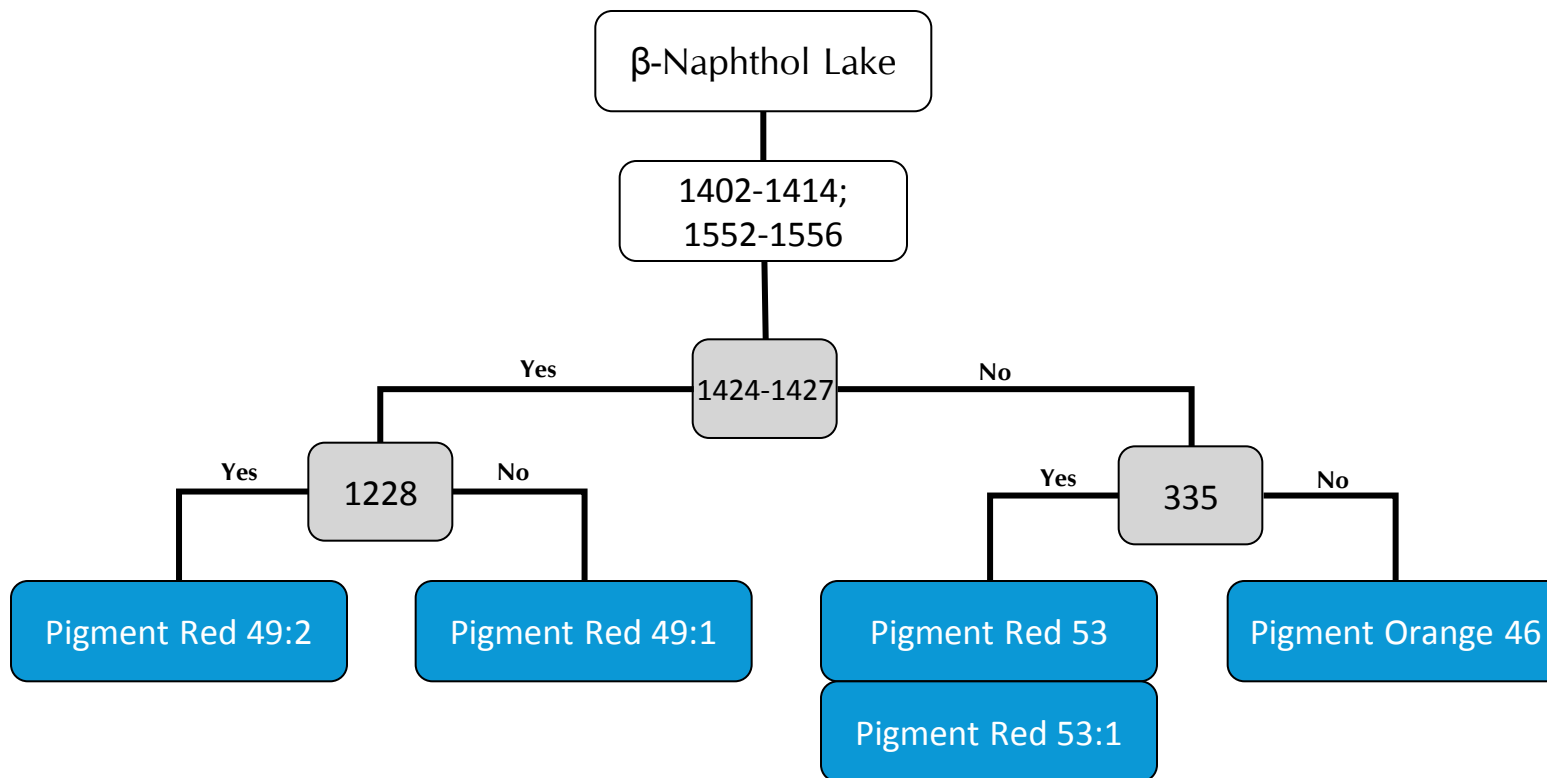 β-Naphthol Lake
1402-1414;
1552-1556
Yes
1424-1427
No
Yes
1228
No
Yes
335
No
Pigment Red 49:2
Pigment Red 49:1
Pigment Red 53
Pigment Orange 46
Pigment Red 53:1